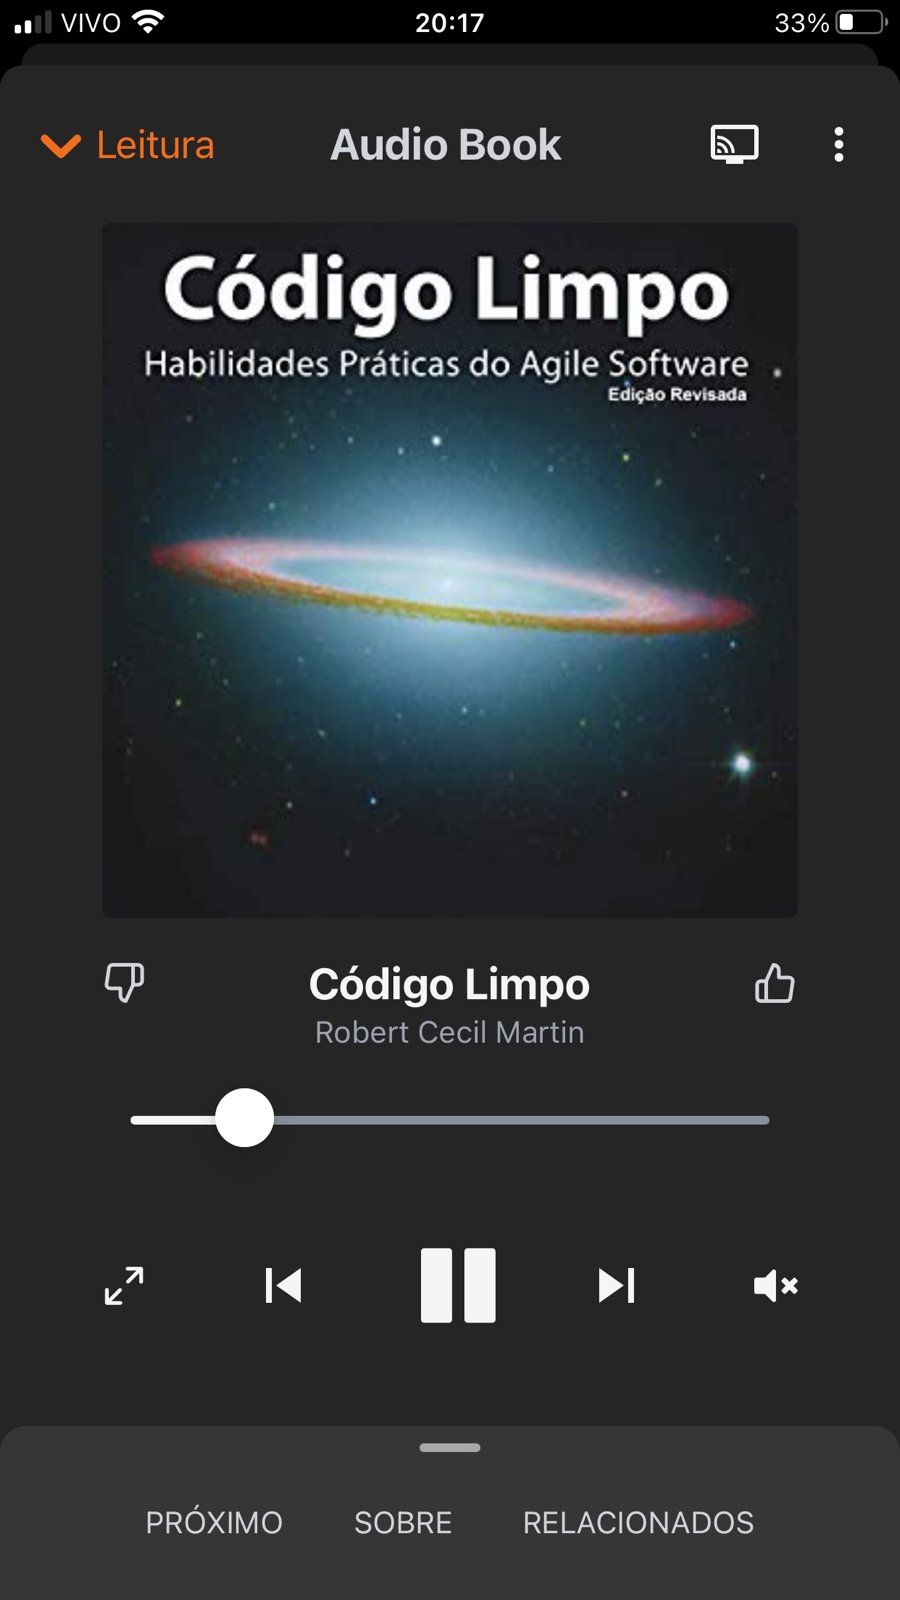 VIVO 20:17 33%
Leitura Audio Book
Código Limpo
Habilidades Práticas do Agile Software
Edição Revisada
Código Limpo
Robert Cecil Martin
PRÓXIMO SOBRE RELACIONADOS